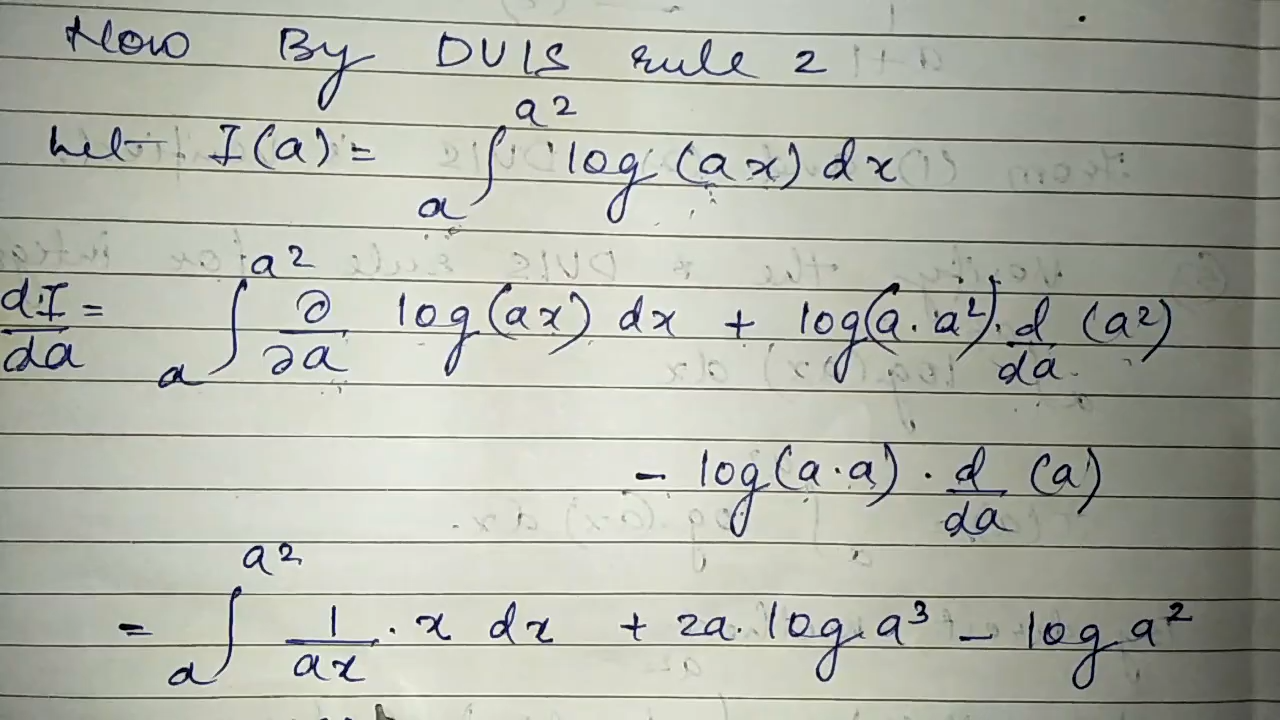 Now By DUIS rule 2
Let I(a) = ∫_a^{a2} log(ax) dx
dI/da = ∫_a^{a2} ∂/∂a log(ax) dx + log(a·a²)·d/da (a²)
- log(a·a)·d/da (a)
= ∫_a^{a2} 1/ax · x dx + 2a·log a³ - log a²